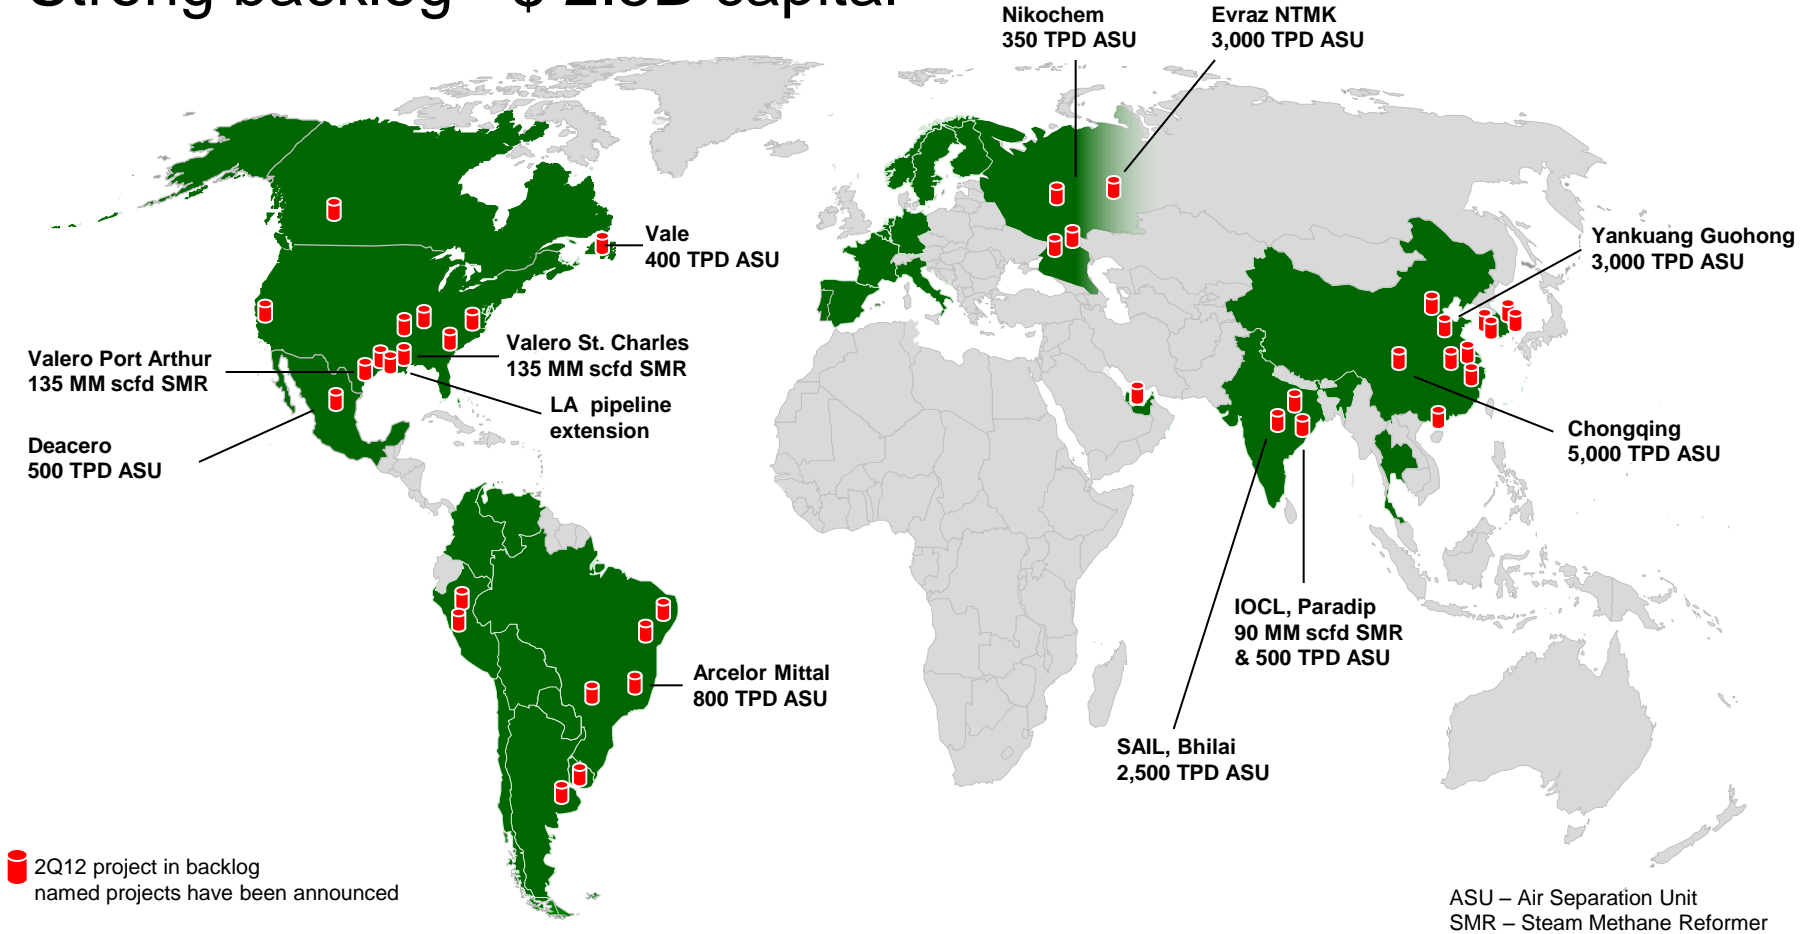 Strong backlog
capital
Nikochem
350 TPD ASU
Evraz NTMK
3,000 TPD ASU
Vale
400 TPD ASU
Yankuang Guohong
3,000 TPD ASU
Valero Port Arthur
135 MM scfd SMR
Valero St. Charles
135 MM scfd SMR
LA pipeline
extension
Deacero
500 TPD ASU
Chongqing
5,000 TPD ASU
IOCL, Paradip
90 MM scfd SMR
& 500 TPD ASU
Arcelor Mittal
800 TPD ASU
SAIL, Bhilai
2,500 TPD ASU
2Q12 project in backlog
named projects have been announced
ASU – Air Separation Unit
SMR – Steam Methane Reformer